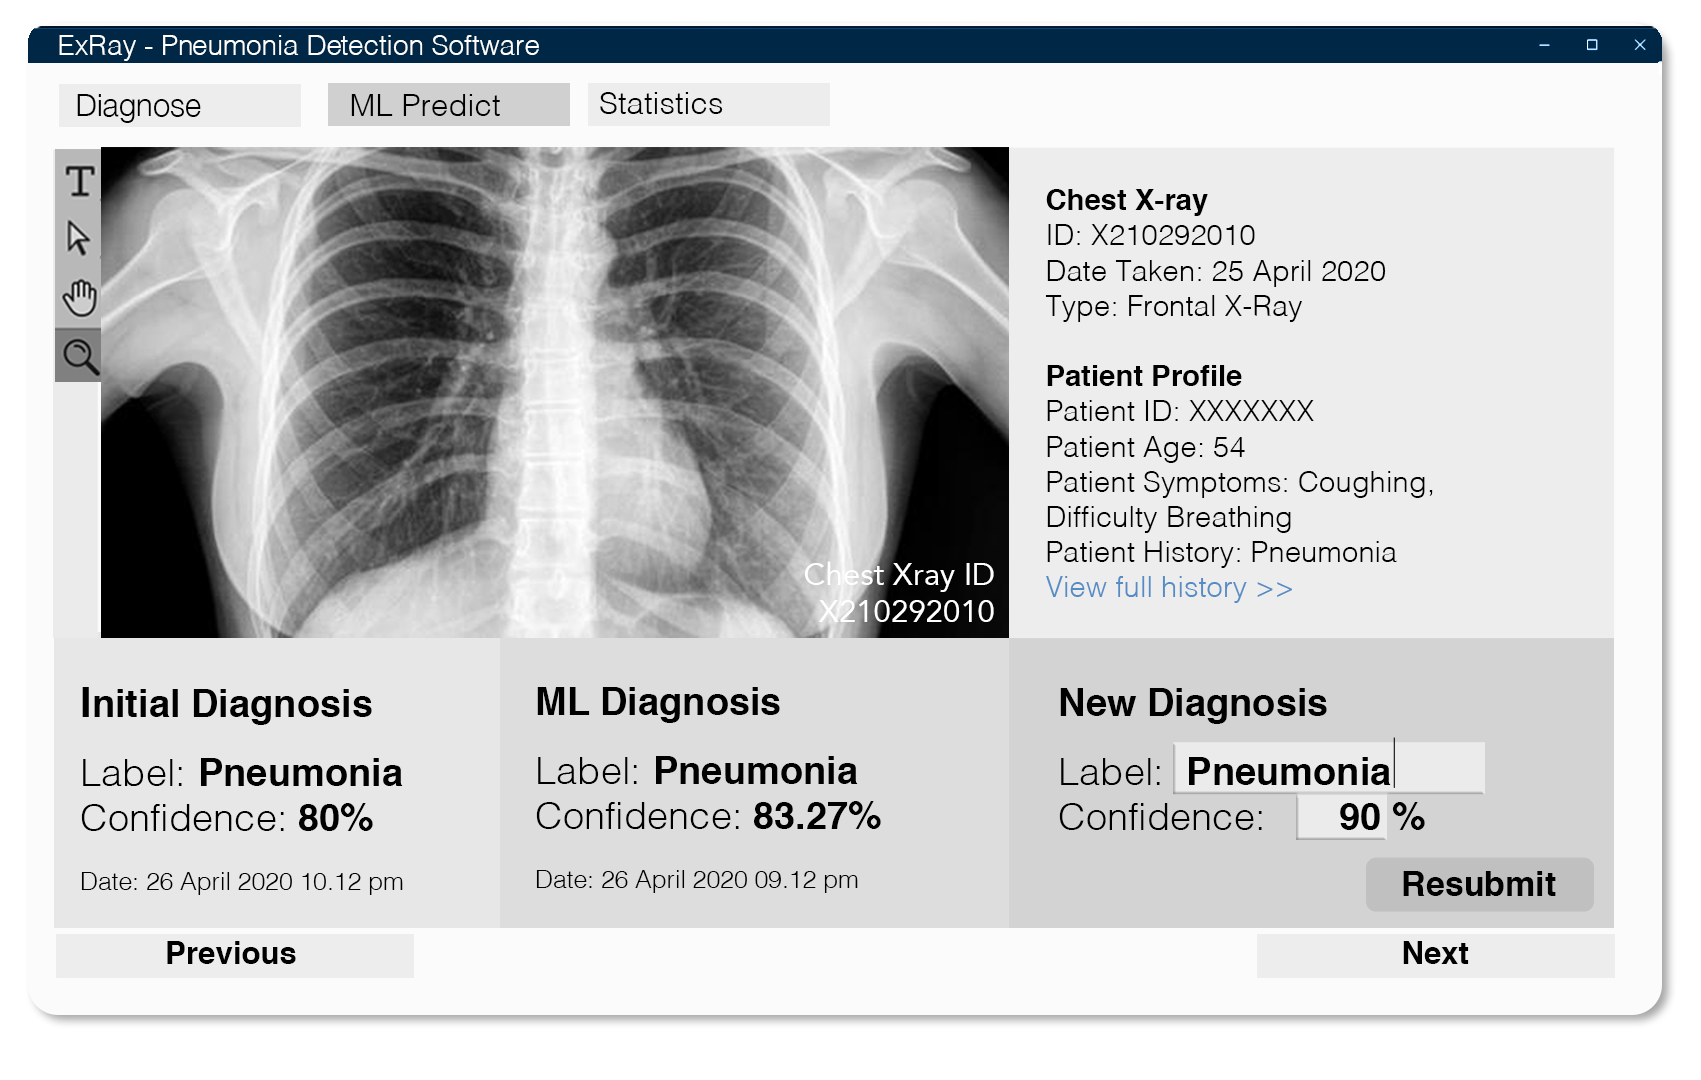 ExRay - Pneumonia Detection Software
Diagnose
ML Predict
Statistics
T
Chest Xray ID
X210292010
Chest X-ray
ID: X210292010
Date Taken: 25 April 2020
Type: Frontal X-Ray
Patient Profile
Patient ID: XXXXXXX
Patient Age: 54
Patient Symptoms: Coughing,
Difficulty Breathing
Patient History: Pneumonia
View full history >>
Initial Diagnosis
Label: Pneumonia
Confidence: 80%
Date: 26 April 2020 10.12 pm
ML Diagnosis
Label: Pneumonia
Confidence: 83.27%
Date: 26 April 2020 09.12 pm
New Diagnosis
Label: Pneumonia
Confidence: 90 %
Resubmit
Previous
Next